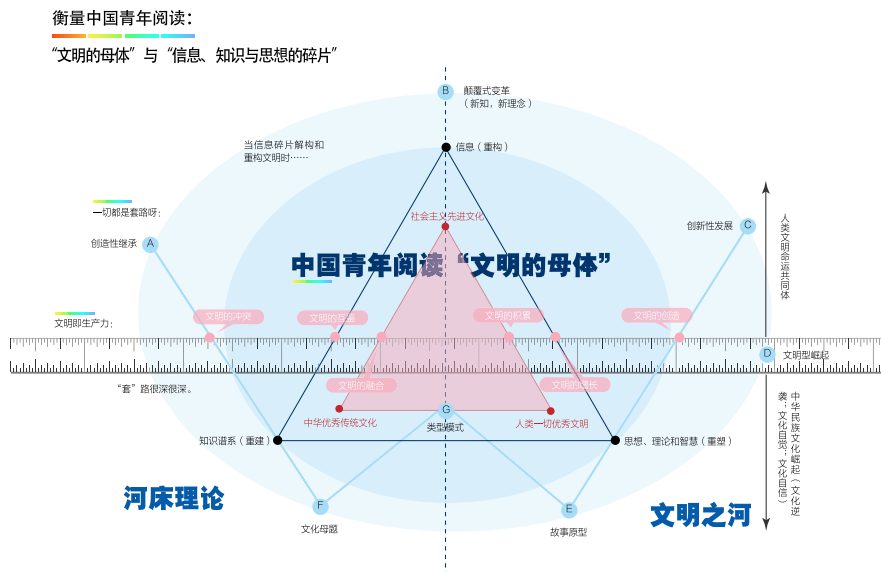 衡量中国青年阅读：
“文明的母体”与“信息、知识与思想的碎片”
B
颠覆式变革
（新知，新理念）
当信息碎片解构和
重构文明时……
信息（重构）
一切都是套路呀：
社会主义先进文化
创造性继承
A
创新性发展
C
人类文明命运共同体
中国青年阅读“文明的母体”
文明即生产力：
文明的冲突
文明的互鉴
文明的积累
文明的创造
D
文明型崛起
“套”路很深很深。
文明的融合
文明的增长
中华优秀传统文化
G
类型模式
人类一切优秀文明
中华民族文化崛起（文化逆
袭；文化自觉；文化自信）
知识谱系（重建）
思想、理论和智慧（重塑）
河床理论
文明之河
F
文化母题
E
故事原型